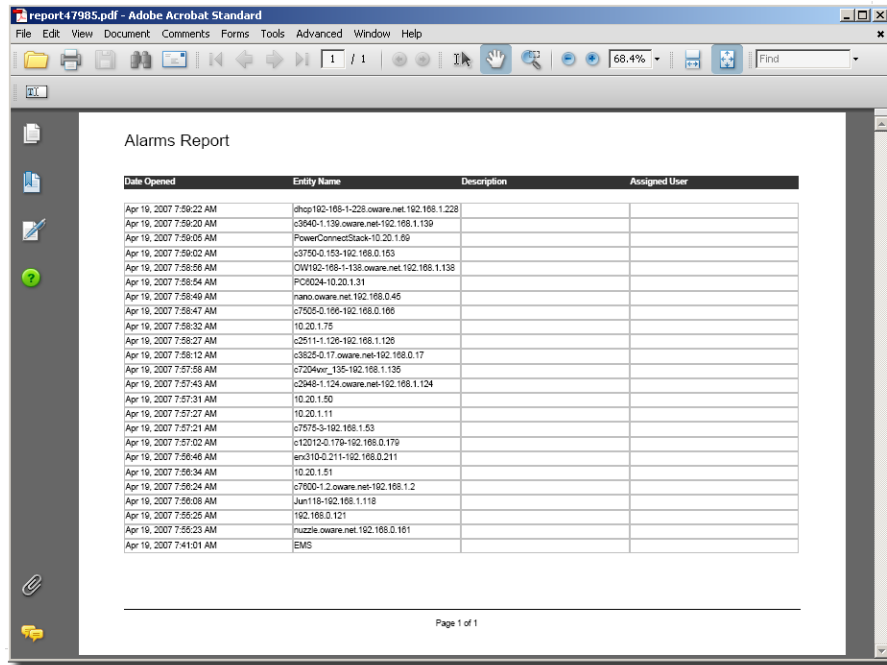 report47985.pdf - Adobe Acrobat Standard
File Edit View Document Comments Forms Tools Advanced Window Help
1 / 1 68.4% Find
Alarms Report
Date Opened Entity Name Description Assigned User
Apr 19, 2007 7:59:22 AM dhcp192-168-1-228.oware.net.192.168.1.228
Apr 19, 2007 7:59:20 AM c3640-1.139.oware.net-192.168.1.139
Apr 19, 2007 7:59:05 AM PowerConnectStack-10.20.1.69
Apr 19, 2007 7:59:02 AM c3750-0.153-192.168.0.153
Apr 19, 2007 7:58:56 AM OW192-168-1-138.oware.net.192.168.1.138
Apr 19, 2007 7:58:54 AM PC6024-10.20.1.31
Apr 19, 2007 7:58:49 AM nano.oware.net.192.168.0.45
Apr 19, 2007 7:58:47 AM c7505-0.166-192.168.0.166
Apr 19, 2007 7:58:32 AM 10.20.1.75
Apr 19, 2007 7:58:27 AM c2511-1.126-192.168.1.126
Apr 19, 2007 7:58:12 AM c3825-0.17.oware.net-192.168.0.17
Apr 19, 2007 7:57:58 AM c7204vxr_135-192.168.1.135
Apr 19, 2007 7:57:43 AM c2948-1.124.oware.net-192.168.1.124
Apr 19, 2007 7:57:31 AM 10.20.1.50
Apr 19, 2007 7:57:27 AM 10.20.1.11
Apr 19, 2007 7:57:21 AM c7575-3-192.168.1.53
Apr 19, 2007 7:57:02 AM c12012-0.179-192.168.0.179
Apr 19, 2007 7:56:46 AM erx310-0.211-192.168.0.211
Apr 19, 2007 7:56:34 AM 10.20.1.51
Apr 19, 2007 7:56:24 AM c7600-1.2.oware.net-192.168.1.2
Apr 19, 2007 7:56:08 AM Jun118-192.168.1.118
Apr 19, 2007 7:55:25 AM 192.168.0.121
Apr 19, 2007 7:55:23 AM nuzzle.oware.net.192.168.0.161
Apr 19, 2007 7:41:01 AM EMS
Page 1 of 1